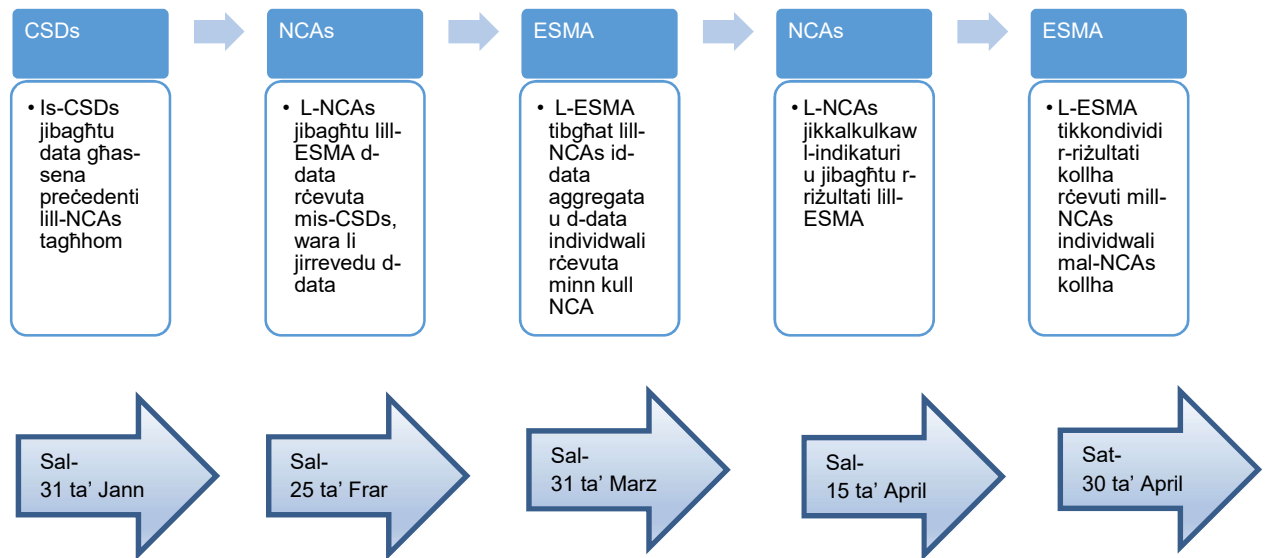 CSDs
NCAs
ESMA
NCAs
ESMA
• Is-CSDs
jibagħtu
data għas-
sena
preċedenti
lill-NCAs
tagħhom
• L-NCAs
jibagħtu lill-
ESMA d-
data
rċevuta
mis-CSDs,
wara li
jirrevedu d-
data
• L-ESMA
tibgħat lill-
NCAs id-
data
aggregata
u d-data
individwali
rċevuta
minn kull
NCA
• L-NCAs
jikkalkulkaw
l-indikaturi
u jibagħtu r-
riżultati lill-
ESMA
• L-ESMA
tikkondividi
r-riżultati
kollha
rċevuti mill-
NCAs
individwali
mal-NCAs
kollha
Sal-
31 ta’ Jann
Sal-
25 ta’ Frar
Sal-
31 ta’ Marz
Sal-
15 ta’ April
Sat-
30 ta’ April